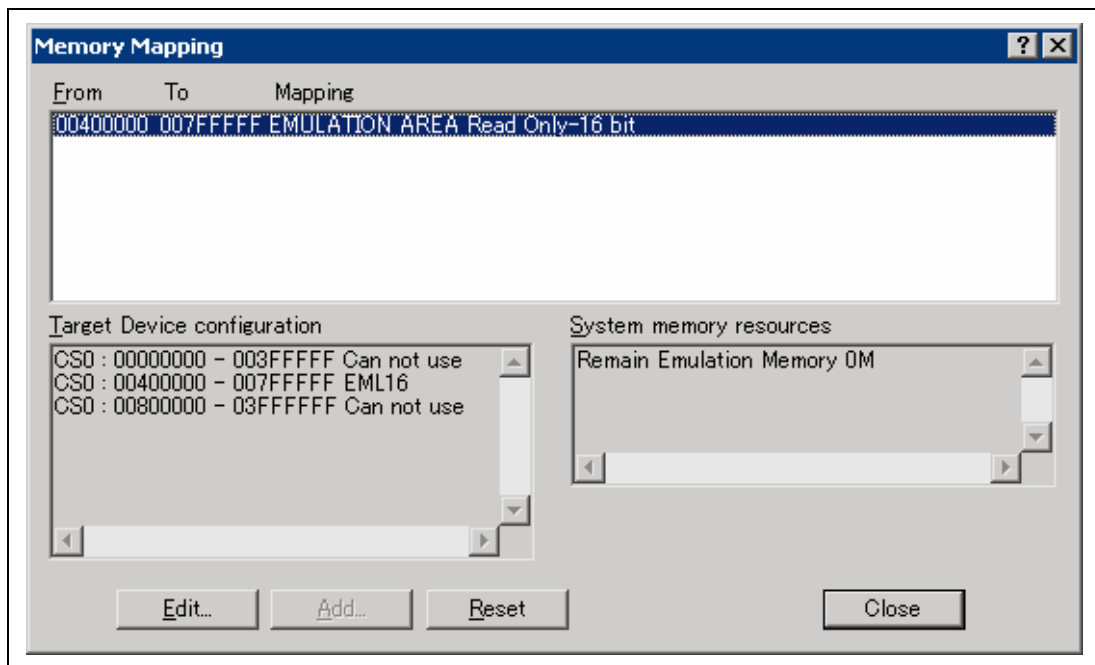 Memory Mapping
From To Mapping
00400000 007FFFFF EMULATION AREA Read Only-16 bit
Target Device configuration
CS0 : 00000000 - 003FFFFF Can not use
CS0 : 00400000 - 007FFFFF EML16
CS0 : 00800000 - 03FFFFFF Can not use
System memory resources
Remain Emulation Memory 0M
Edit... Add... Reset Close